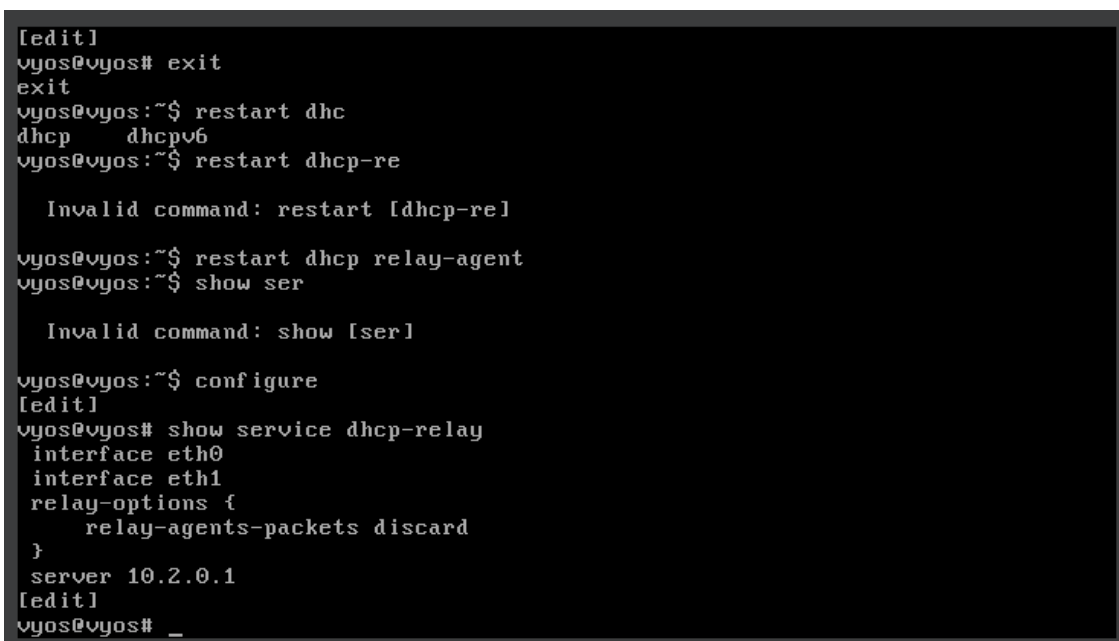 [edit]
vyos@vyos# exit
exit
vyos@vyos:~$ restart dhc
dhcp    dhcpv6
vyos@vyos:~$ restart dhcp-re
Invalid command: restart [dhcp-re]
vyos@vyos:~$ restart dhcp relay-agent
vyos@vyos:~$ show ser
Invalid command: show [ser]
vyos@vyos:~$ configure
[edit]
vyos@vyos# show service dhcp-relay
interface eth0
interface eth1
relay-options {
relay-agents-packets discard
}
server 10.2.0.1
[edit]
vyos@vyos# _